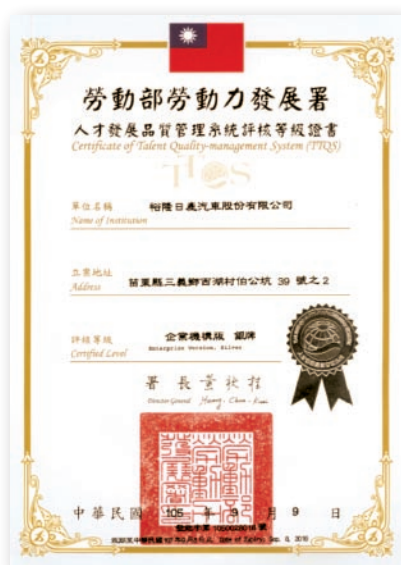 勞動部勞動力發展署
人才發展品質管理系統評核等級證書
Certificate of Talent Quality-management System (TTQS)
TTQS
單位名稱 裕隆日產汽車股份有限公司
Name of Institution
立案地址 苗栗縣三義鄉西湖村伯公坑 39 號之2
Address
評核等級 企業機構版 銀牌
Certified Level Enterprise Version, Silver
署長 黃秋桂
Director-General Huang, Chiu-Kuei
中華民國 105 年 9 月 9 日